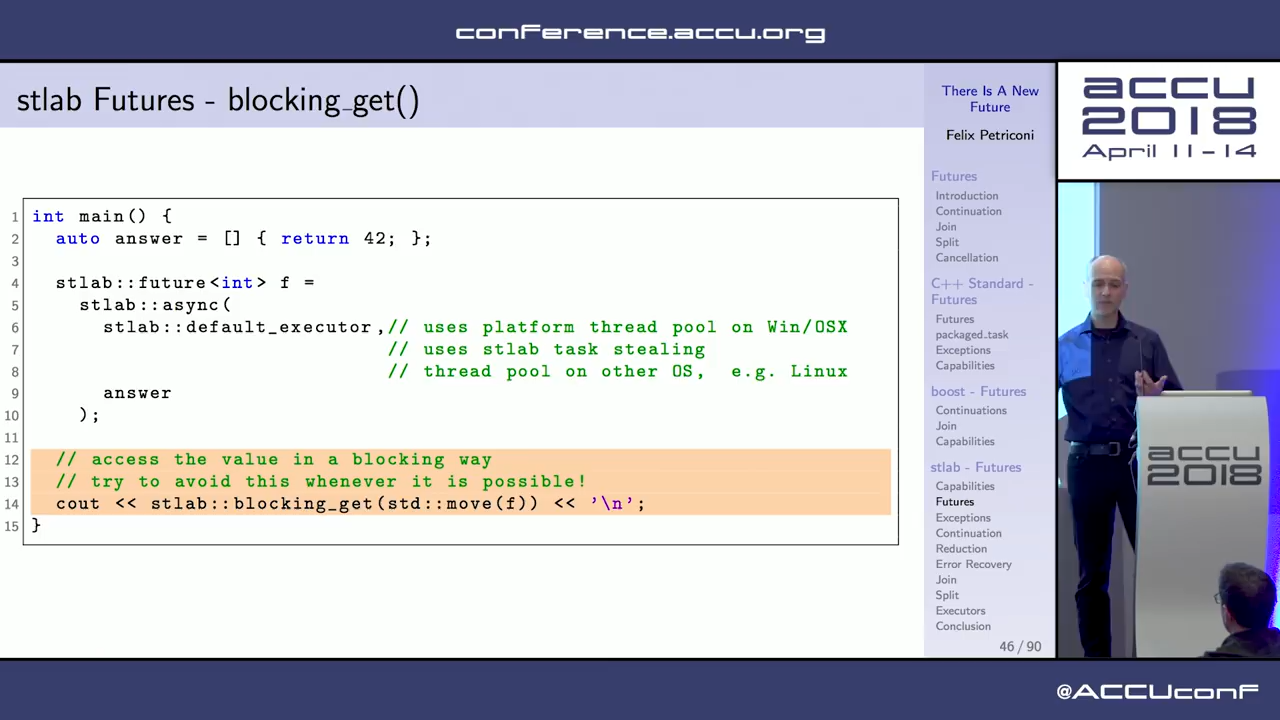 conference.accu.org
stlab Futures - blocking_get()
1 int main() {
2 auto answer = [] { return 42; };
3
4 stlab::future<int> f =
5 stlab::async(
6 stlab::default_executor,// uses platform thread pool on Win/OSX
7 // uses stlab task stealing
8 // thread pool on other OS, e.g. Linux
9 answer
10 );
11
12 // access the value in a blocking way
13 // try to avoid this whenever it is possible!
14 cout << stlab::blocking_get(std::move(f)) << '\n';
15 }
There Is A New
Future
Felix Petriconi
Futures
Introduction
Continuation
Join
Split
Cancellation
C++ Standard -
Futures
Futures
packaged_task
Exceptions
Capabilities
boost - Futures
Continuations
Join
Capabilities
stlab - Futures
Capabilities
Futures
Exceptions
Continuation
Reduction
Error Recovery
Join
Split
Executors
Conclusion
46 / 90
accu
2018
April 11-14
accu
2018
@ACCUconf